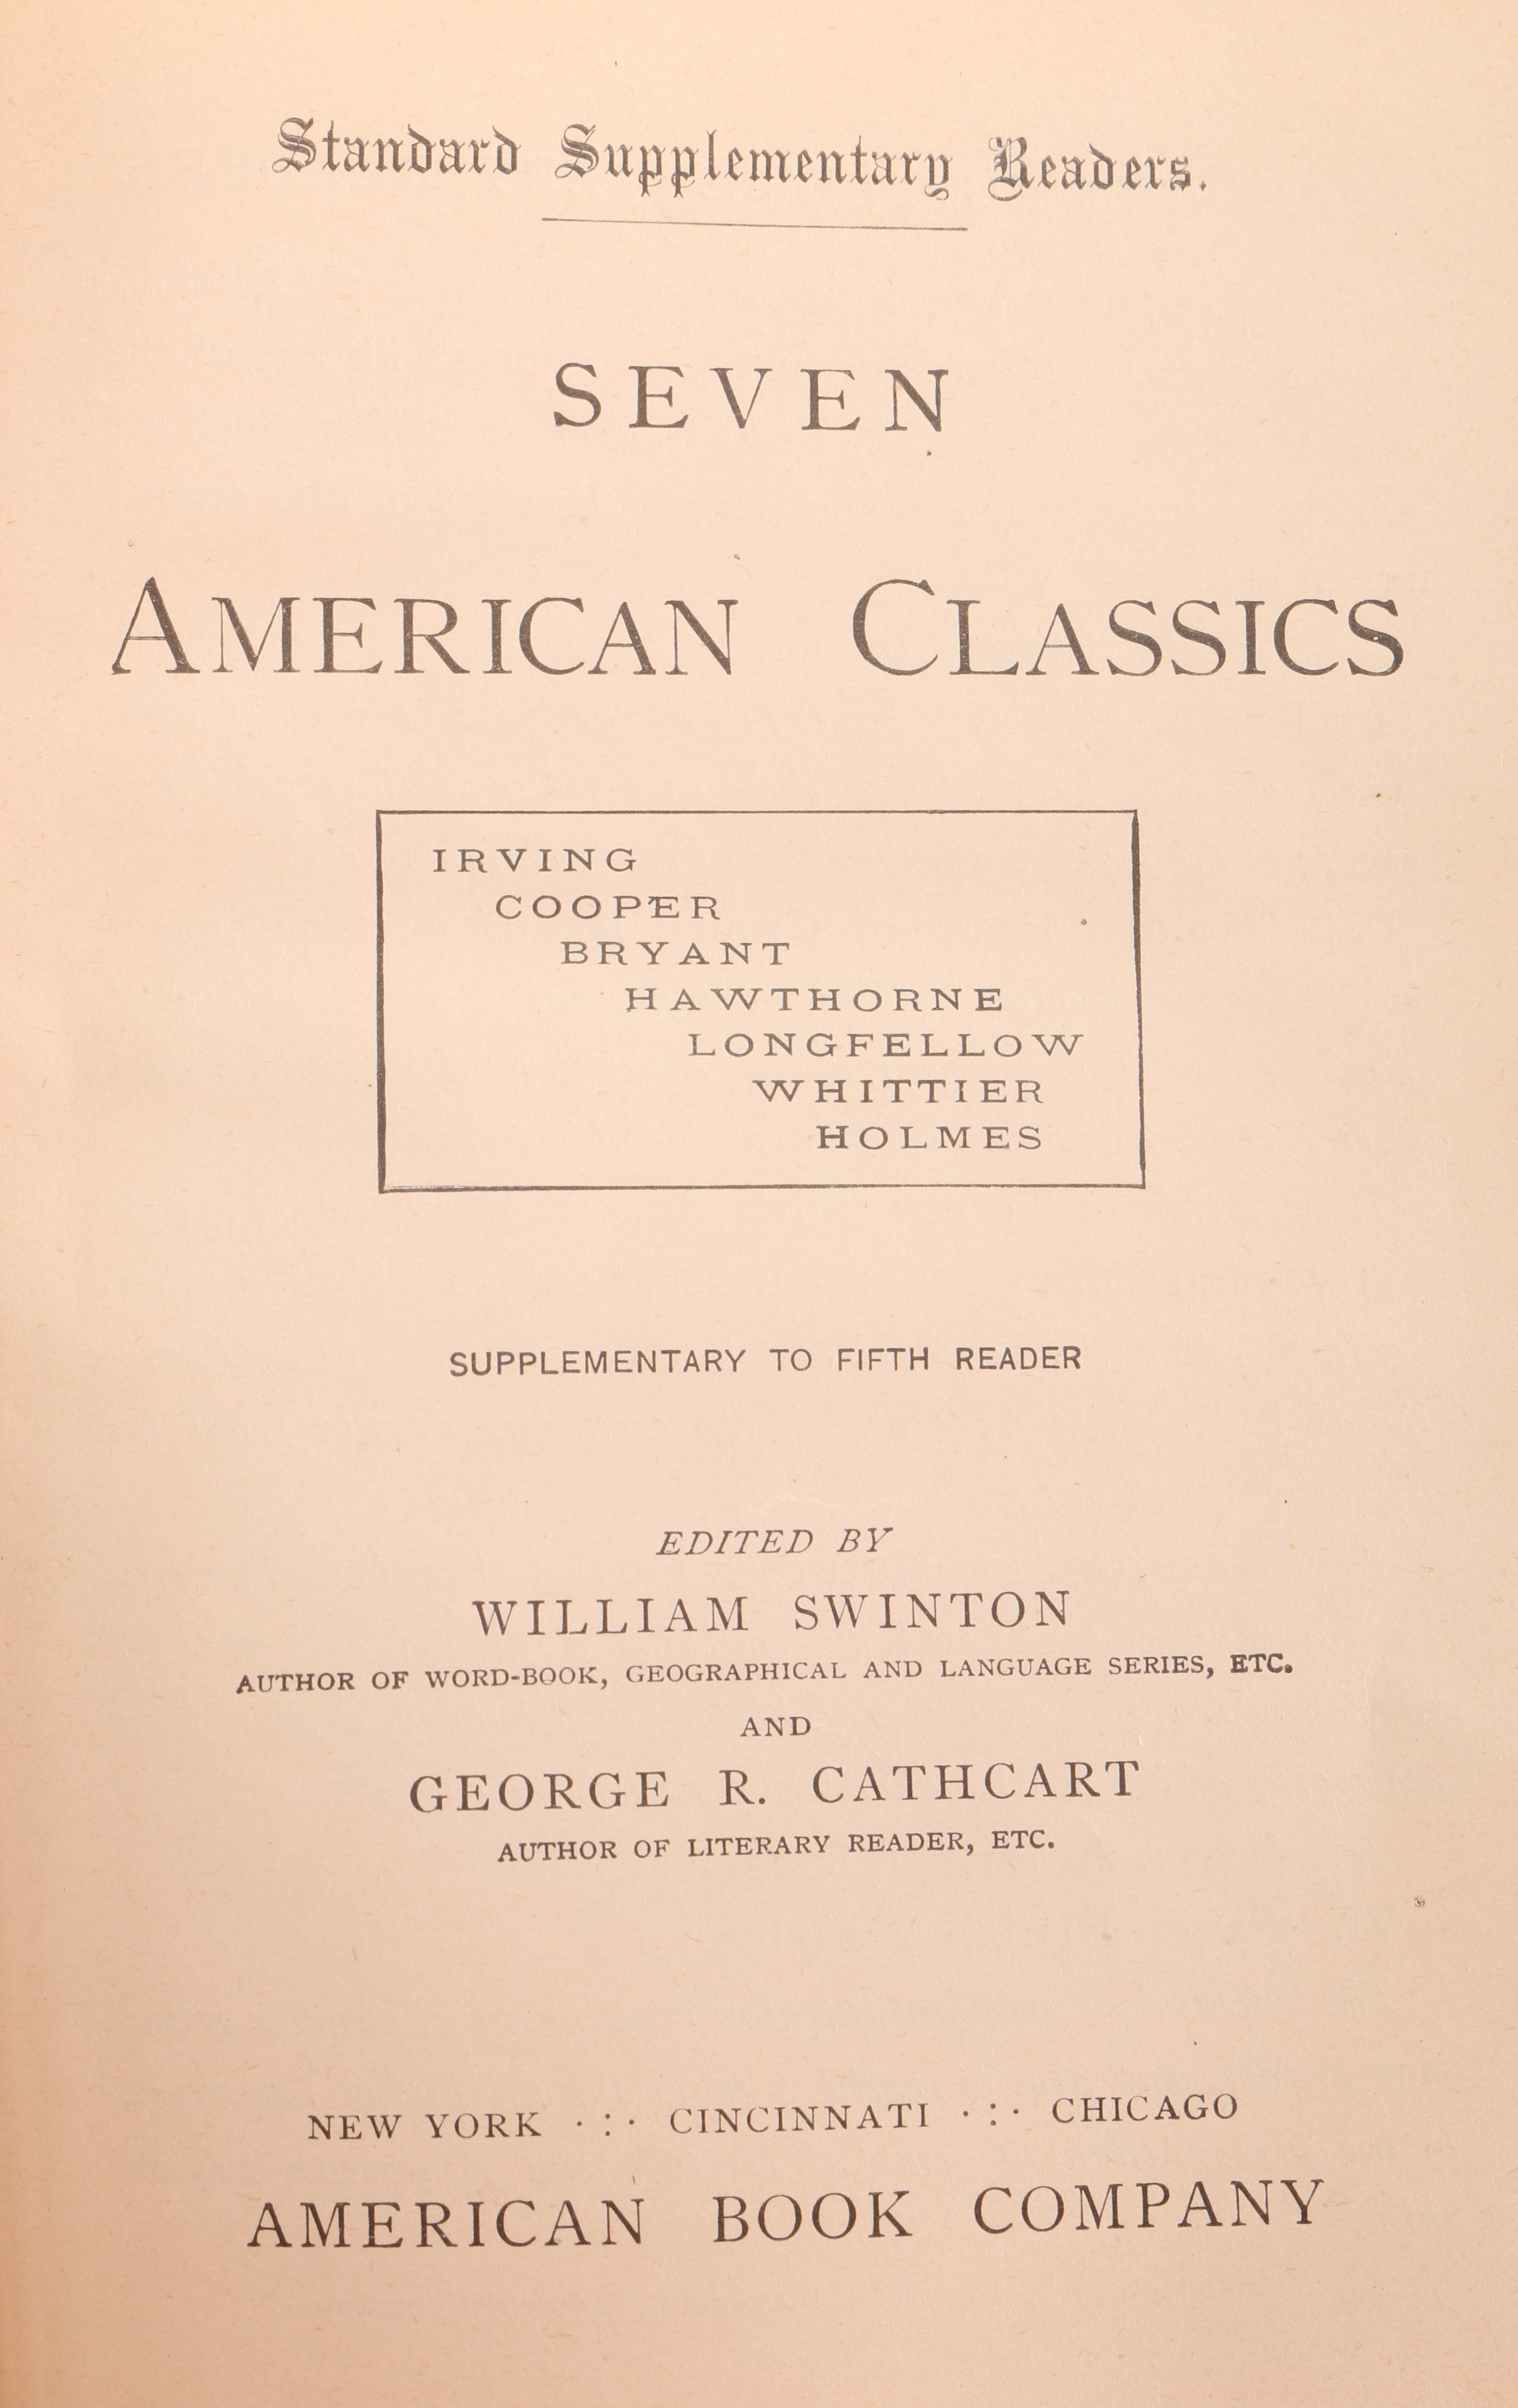 Standard Supplementary Readers.
SEVEN
AMERICAN CLASSICS
IRVING
COOPER
BRYANT
HAWTHORNE
LONGFELLOW
WHITTIER
HOLMES
SUPPLEMENTARY TO FIFTH READER
EDITED BY
WILLIAM SWINTON
AUTHOR OF WORD-BOOK, GEOGRAPHICAL AND LANGUAGE SERIES, ETC.
AND
GEORGE R. CATHCART
AUTHOR OF LITERARY READER, ETC.
NEW YORK · : · CINCINNATI · : · CHICAGO
AMERICAN BOOK COMPANY